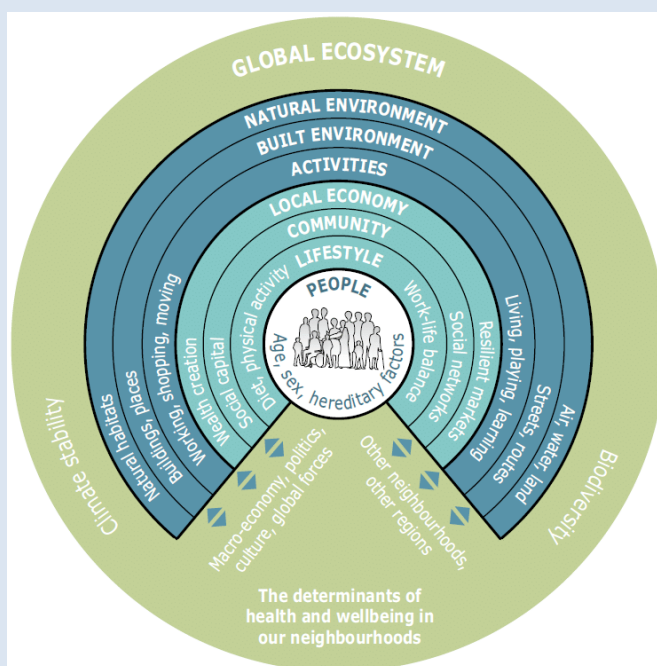 GLOBAL ECOSYSTEM
NATURAL ENVIRONMENT
BUILT ENVIRONMENT
ACTIVITIES
LOCAL ECONOMY
COMMUNITY
LIFESTYLE
PEOPLE
Age, sex, hereditary factors
Diet, physical activity
Work-life balance
Social capital
Social networks
Wealth creation
Resilient markets
Working, shopping, moving
Living, playing, learning
Buildings, places
Streets, routes
Natural habitats
Air, water, land
Climate stability
Biodiversity
Macro-economy, politics,
culture, global forces
Other neighbourhoods,
other regions
The determinants of
health and wellbeing in
our neighbourhoods